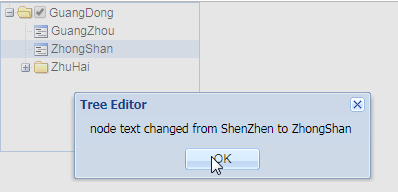 GuangDong
GuangZhou
ZhongShan
ZhuHai
Tree Editor
node text changed from ShenZhen to ZhongShan
OK